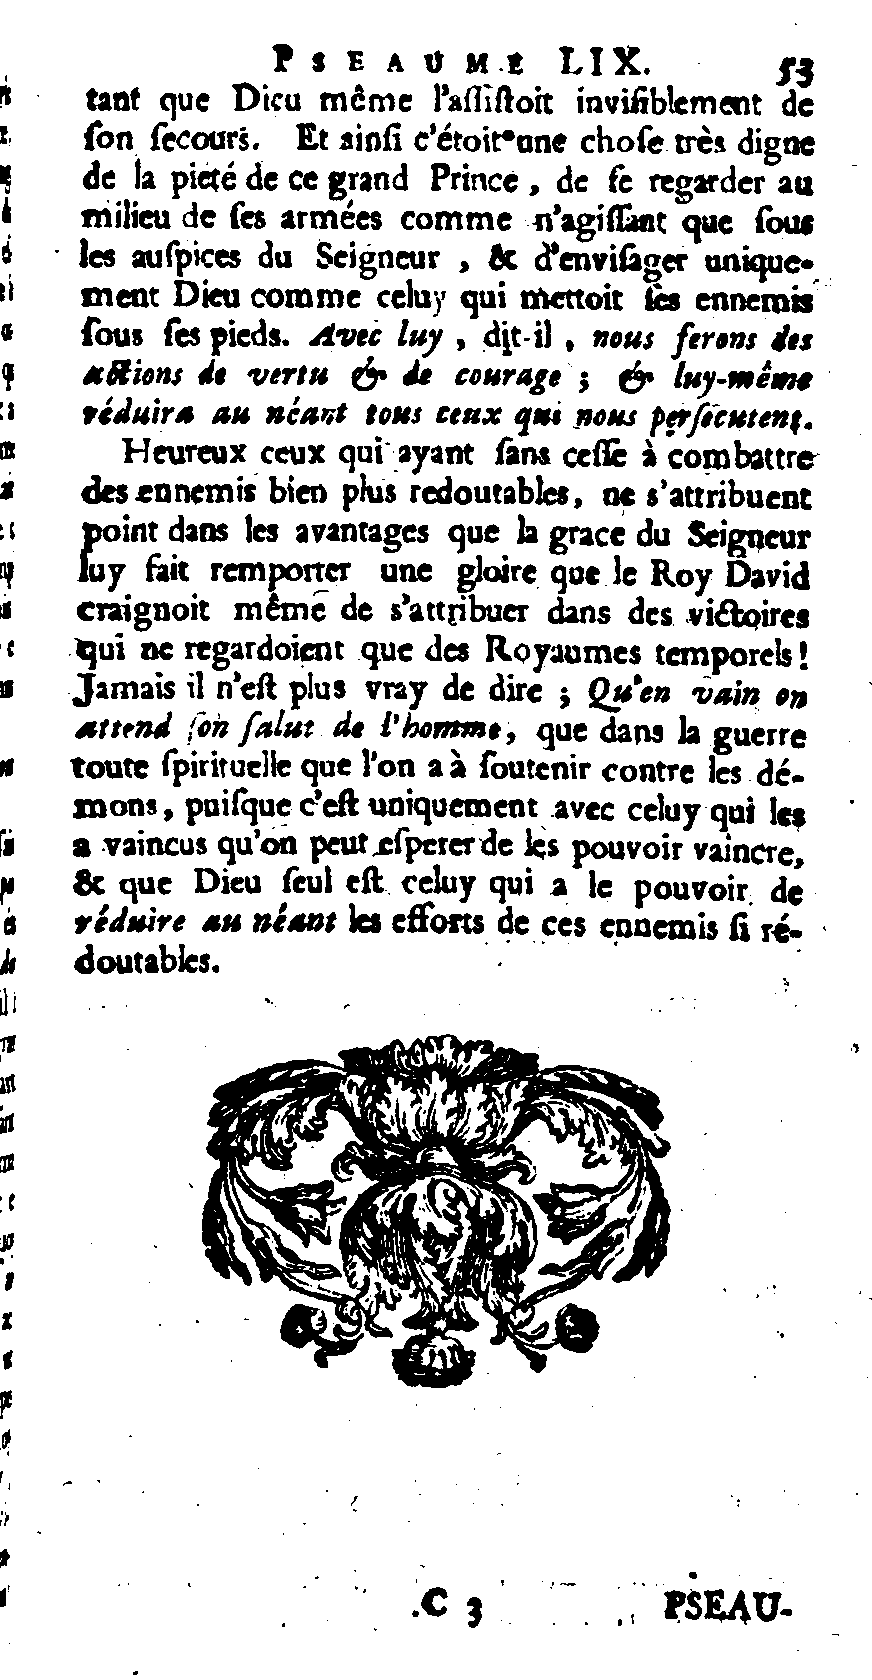 PSEAUME LIX. 53
tant que Dieu même l'aſſiſtoit inviſiblement de
ſon ſecours. Et ainſi c'étoit une choſe très digne
de la pieté de ce grand Prince, de ſe regarder au
milieu de ſes armées comme n'agiſſant que ſous
les auſpices du Seigneur, & d'enviſager unique-
ment Dieu comme celuy qui mettoit ſes ennemis
ſous ſes pieds. Avec luy, dit-il, nous ferons des
actions de vertu & de courage; & luy-même
réduira au néant tous ceux qui nous perſécutent.
Heureux ceux qui ayant ſans ceſſe à combattre
des ennemis bien plus redoutables, ne s'attribuent
point dans les avantages que la grace du Seigneur
luy fait remporter une gloire que le Roy David
craignoit même de s'attribuer dans des victoires
qui ne regardoient que des Royaumes temporels!
Jamais il n'eſt plus vray de dire; Qu'en vain on
attend ſon ſalut de l'homme, que dans la guerre
toute ſpirituelle que l'on a à ſoutenir contre les dé-
mons, puiſque c'eſt uniquement avec celuy qui les
a vaincus qu'on peut eſperer de les pouvoir vaincre,
& que Dieu ſeul eſt celuy qui a le pouvoir de
réduire au néant les efforts de ces ennemis ſi ré-
doutables.
C 3 PSEAU-